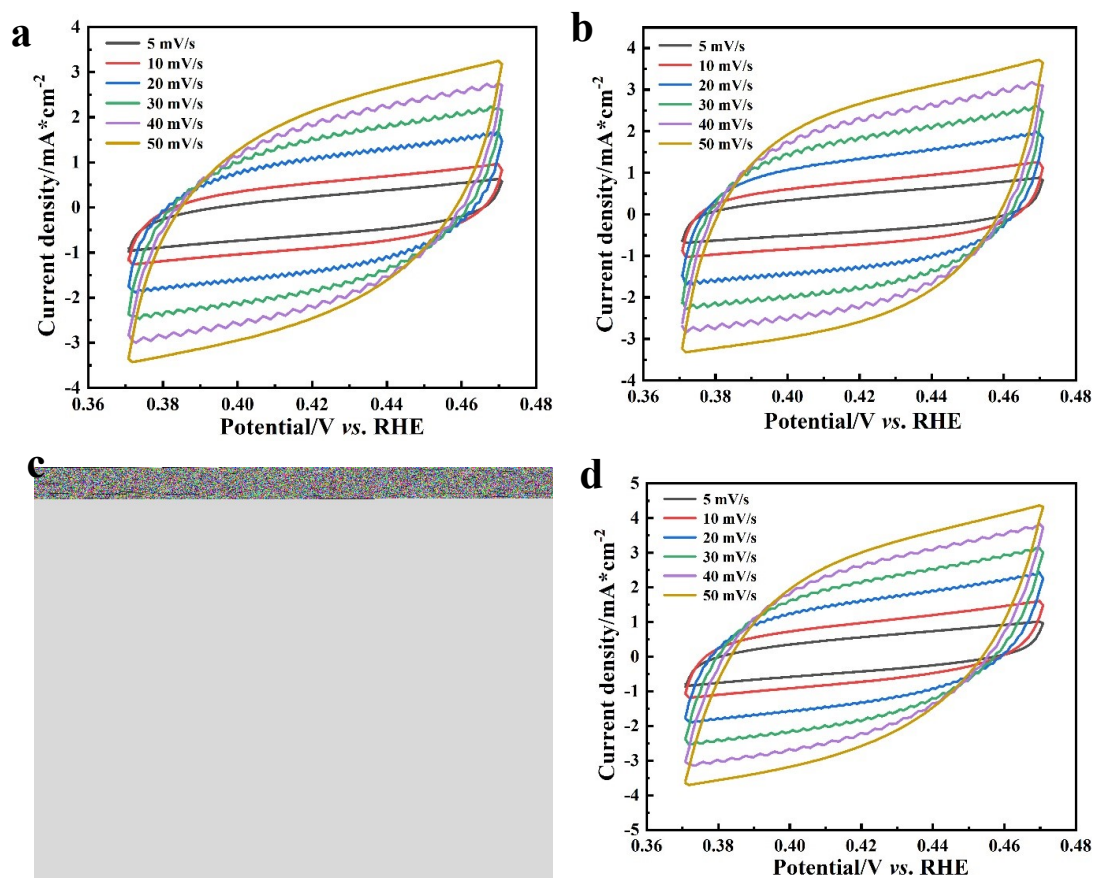 a
4
3
2
1
0
-1
-2
-3
-4
Current density/mA*cm-2
5 mV/s
10 mV/s
20 mV/s
30 mV/s
40 mV/s
50 mV/s
0.36 0.38 0.40 0.42 0.44 0.46 0.48
Potential/V vs. RHE
b
4
3
2
1
0
-1
-2
-3
-4
Current density/mA*cm-2
5 mV/s
10 mV/s
20 mV/s
30 mV/s
40 mV/s
50 mV/s
0.36 0.38 0.40 0.42 0.44 0.46 0.48
Potential/V vs. RHE
c
d
5
4
3
2
1
0
-1
-2
-3
-4
-5
Current density/mA*cm-2
5 mV/s
10 mV/s
20 mV/s
30 mV/s
40 mV/s
50 mV/s
0.36 0.38 0.40 0.42 0.44 0.46 0.48
Potential/V vs. RHE